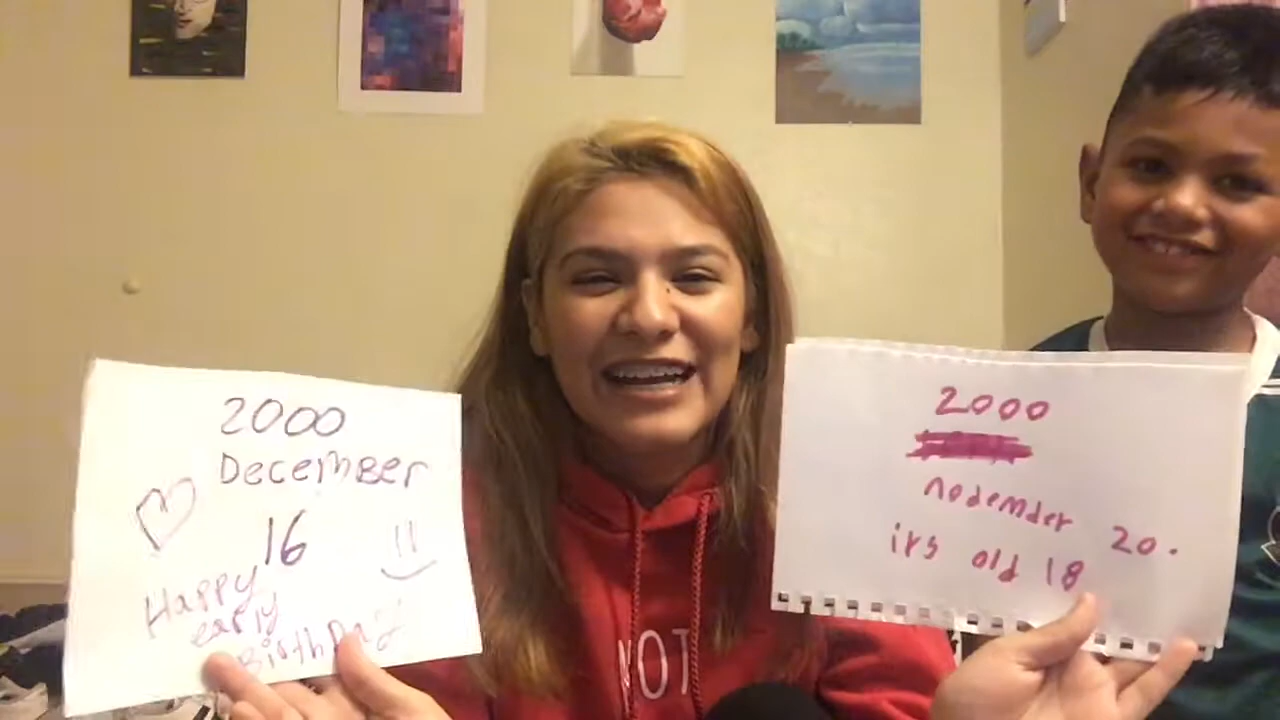 2000
December
16
Happy
early
Birthday
2000
nodemder 20.
irs old 18
NOT